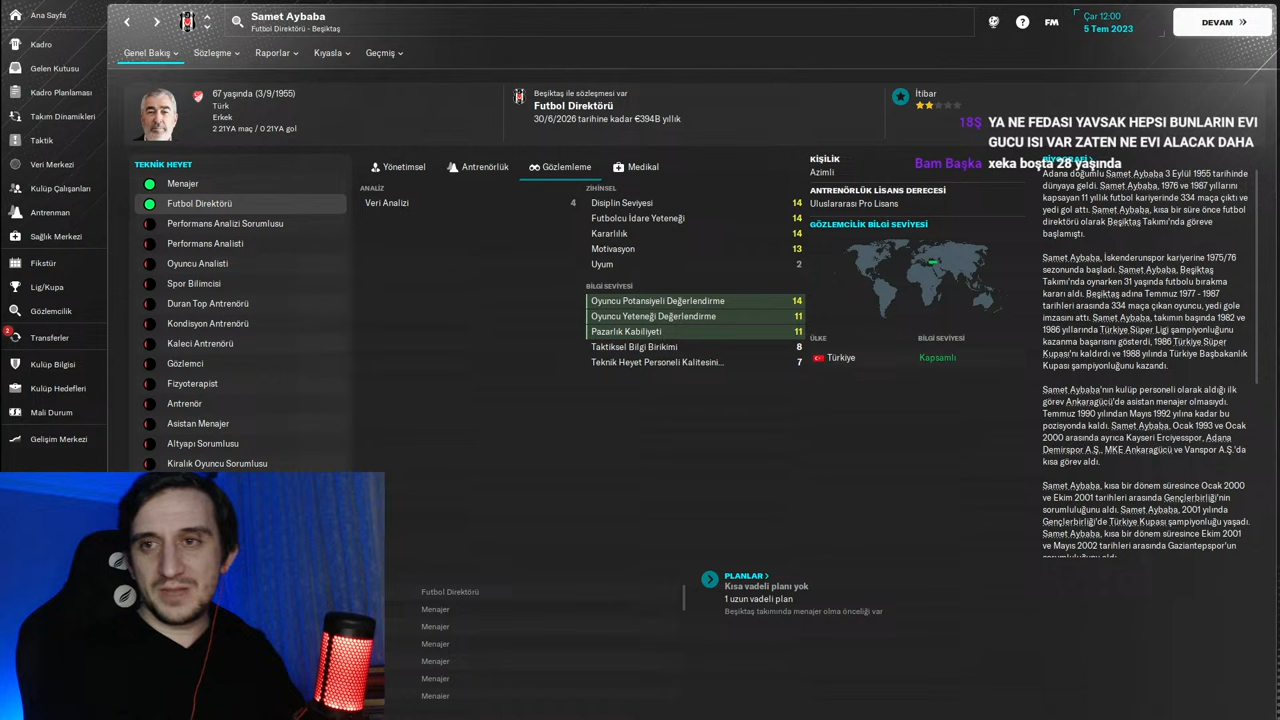 Ana Sayfa
Kadro
Gelen Kutusu
Kadro Planlaması
Takım Dinamikleri
Taktik
Veri Merkezi
Kulüp Çalışanları
Antrenman
Sağlık Merkezi
Fikstür
Lig/Kupa
Gözlemcilik
2
Transferler
Kulüp Bilgisi
Kulüp Hedefleri
Mali Durum
Gelişim Merkezi
Samet Aybaba
Futbol Direktörü - Beşiktaş
FM
Çar 12:00
5 Tem 2023
DEVAM
Genel Bakış
Sözleşme
Raporlar
Kıyasla
Geçmiş
67 yaşında (3/9/1955)
Türk
Erkek
2 21YA maç / 0 21YA gol
Beşiktaş ile sözleşmesi var
Futbol Direktörü
30/6/2026 tarihine kadar €394B yıllık
İtibar
18$ YA NE FEDASI YAVSAK HEPSI BUNLARIN EVI
GUCU ISI VAR ZATEN NE EVI ALACAK DAHA
Bam Başka xeka bosta 28 yaşında
TEKNİK HEYET
Menajer
Futbol Direktörü
Performans Analizi Sorumlusu
Performans Analisti
Oyuncu Analisti
Spor Bilimcisi
Duran Top Antrenörü
Kondisyon Antrenörü
Kaleci Antrenörü
Gözlemci
Fizyoterapist
Antrenör
Asistan Menajer
Altyapı Sorumlusu
Kiralık Oyuncu Sorumlusu
Yönetimsel
Antrenörlük
Gözlemleme
Medikal
ANALİZ
Veri Analizi 4
ZİHİNSEL
Disiplin Seviyesi 14
Futbolcu İdare Yeteneği 14
Kararlılık 14
Motivasyon 13
Uyum 2
BİLGİ SEVİYESİ
Oyuncu Potansiyeli Değerlendirme 14
Oyuncu Yeteneği Değerlendirme 11
Pazarlık Kabiliyeti 11
Taktiksel Bilgi Birikimi 8
Teknik Heyet Personeli Kalitesini... 7
KİŞİLİK
Azimli
ANTRENÖRLÜK LİSANS DERECESİ
Uluslararası Pro Lisans
GÖZLEMCİLİK BİLGİ SEVİYESİ
ÜLKE BİLGİ SEVİYESİ
Türkiye Kapsamlı
Adana doğumlu Samet Aybaba 3 Eylül 1955 tarihinde
dünyaya geldi. Samet Aybaba, 1976 ve 1987 yıllarını
kapsayan 11 yıllık futbol kariyerinde 334 maça çıktı ve
yedi gol attı. Samet Aybaba, kısa bir süre önce futbol
direktörü olarak Beşiktaş Takımı'nda göreve
başlamıştı.
Samet Aybaba, İskenderunspor kariyerine 1975/76
sezonunda başladı. Samet Aybaba, Beşiktaş
Takımı'nda oynarken 31 yaşında futbolu bırakma
kararı aldı. Beşiktaş adına Temmuz 1977 - 1987
tarihleri arasında 334 maça çıkan oyuncu, yedi gole
imzasını attı. Samet Aybaba, takımın başında 1982 ve
1986 yıllarında Türkiye Süper Ligi şampiyonluğunu
kazanma başarısını gösterdi, 1986 Türkiye Süper
Kupası'nı kaldırdı ve 1988 yılında Türkiye Başbakanlık
Kupası şampiyonluğunu kazandı.
Samet Aybaba'nın kulüp personeli olarak aldığı ilk
görev Ankaragücü'de asistan menajer olmasıydı.
Temmuz 1990 yılından Mayıs 1992 yılına kadar bu
pozisyonda kaldı. Samet Aybaba, Ocak 1993 ve Ocak
2000 arasında ayrıca Kayseri Erciyesspor, Adana
Demirspor A.Ş., MKE Ankaragücü ve Vanspor A.Ş.'da
kısa görev aldı.
Samet Aybaba, kısa bir dönem süresince Ocak 2000
ve Ekim 2001 tarihleri arasında Gençlerbirliği'nin
sorumluluğunu aldı. Samet Aybaba, 2001 yılında
Gençlerbirliği'de Türkiye Kupası şampiyonluğu yaşadı.
Samet Aybaba, kısa bir dönem süresince Ekim 2001
ve Mayıs 2002 tarihleri arasında Gaziantepspor'un
Futbol Direktörü
Menajer
Menajer
Menajer
Menajer
Menajer
Menajer
PLANLAR
Kısa vadeli planı yok
1 uzun vadeli plan
Beşiktaş takımında menajer olma önceliği var